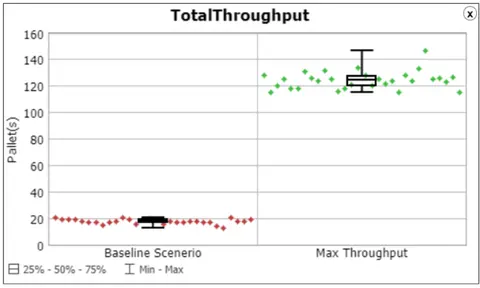 TotalThroughput
x
160
140
120
100
80
60
40
20
0
Pallet(s)
Baseline Scenerio Max Throughput
25% - 50% - 75% Min - Max